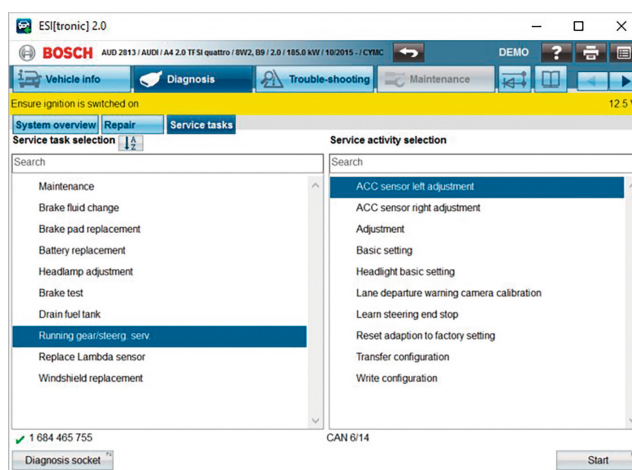 ESI[tronic] 2.0
BOSCH AUD 2813 / AUDI / A4 2.0 TFSI quattro / 8W2, B9 / 2.0 / 185.0 kW / 10/2015 - / CYMC DEMO ?
Vehicle info Diagnosis Trouble-shooting Maintenance
Ensure ignition is switched on 12.5 V
System overview Repair Service tasks
Service task selection Service activity selection
Search Search
Maintenance ACC sensor left adjustment
Brake fluid change ACC sensor right adjustment
Brake pad replacement Adjustment
Battery replacement Basic setting
Headlamp adjustment Headlight basic setting
Brake test Lane departure warning camera calibration
Drain fuel tank Learn steering end stop
Running gear/steerg. serv. Reset adaption to factory setting
Replace Lambda sensor Transfer configuration
Windshield replacement Write configuration
1 684 465 755 CAN 6/14
Diagnosis socket Start